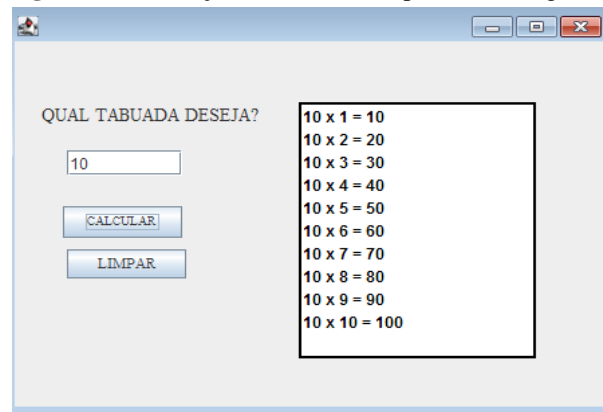 QUAL TABUADA DESEJA?
10
CALCULAR
LIMPAR
10 x 1 = 10
10 x 2 = 20
10 x 3 = 30
10 x 4 = 40
10 x 5 = 50
10 x 6 = 60
10 x 7 = 70
10 x 8 = 80
10 x 9 = 90
10 x 10 = 100